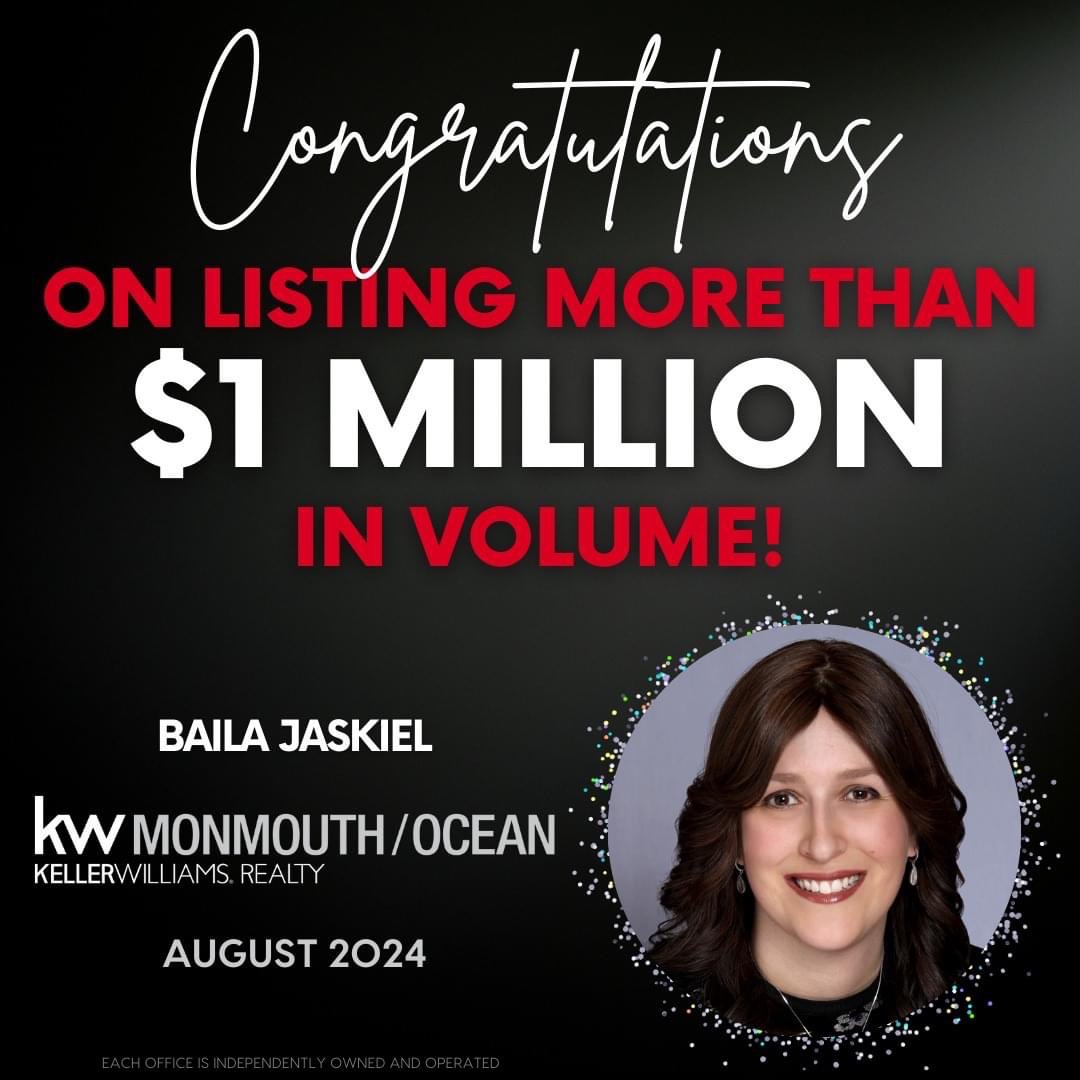 Congratulations
ON LISTING MORE THAN
$1 MILLION
IN VOLUME!
BAILA JASKIEL
kw MONMOUTH/OCEAN
KELLERWILLIAMS. REALTY
AUGUST 2024
EACH OFFICE IS INDEPENDENTLY OWNED AND OPERATED